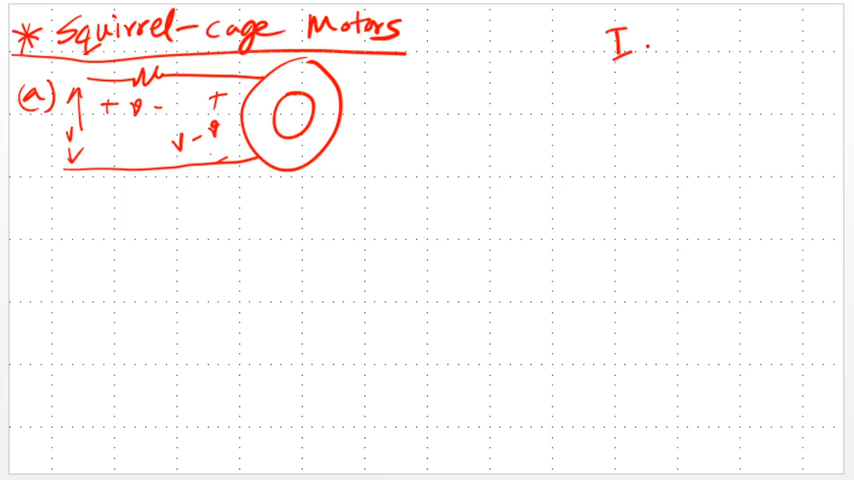 * Squirrel-cage Motors
I.
(a)
+ v - +
v v - v
-